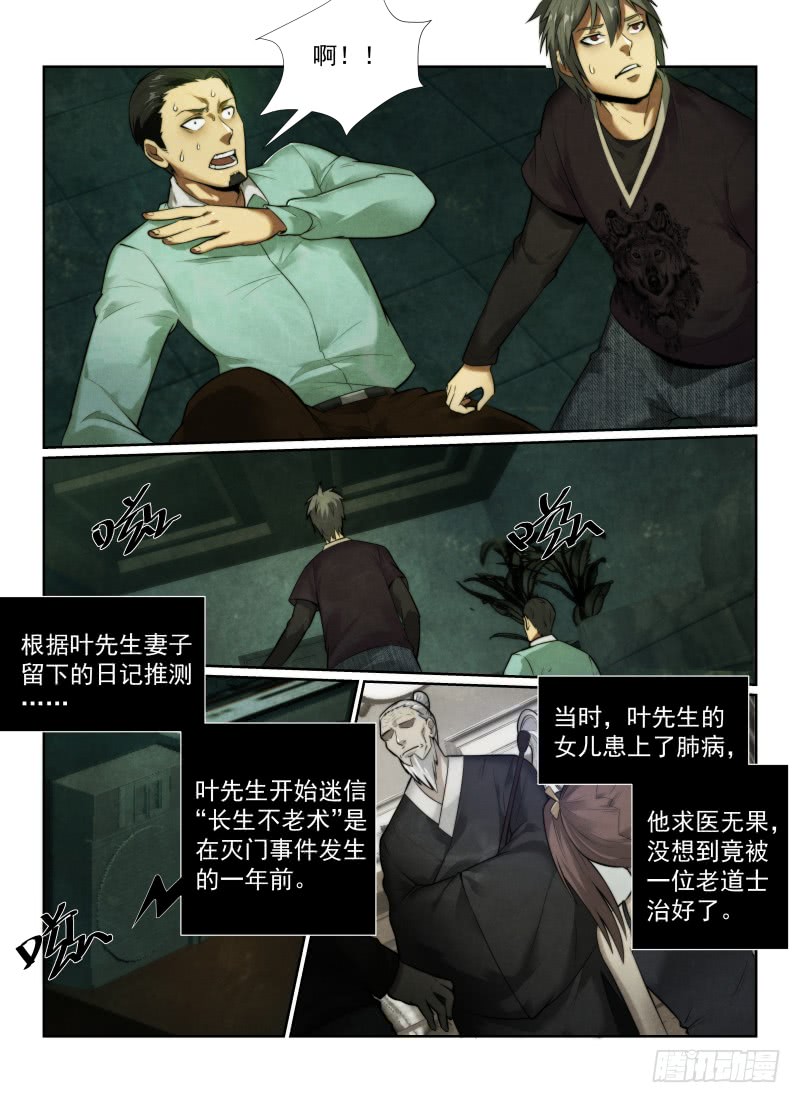 啊！！
嗞
嗞
根据叶先生妻子
留下的日记推测
……
叶先生开始迷信
“长生不老术”是
在灭门事件发生
的一年前。
当时，叶先生的
女儿患上了肺病，
他求医无果，
没想到竟被
一位老道士
治好了。
嗞
腾讯动漫